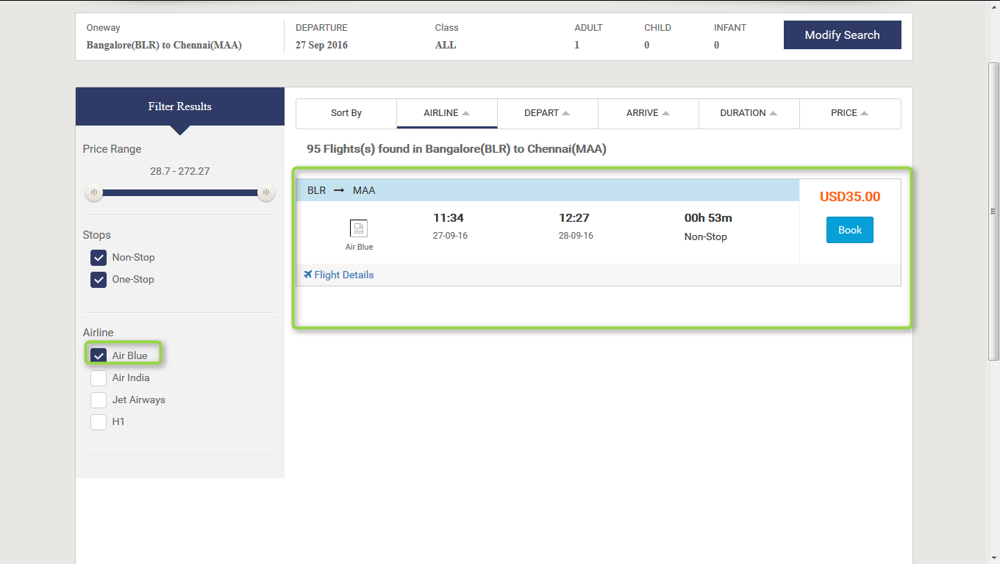 Oneway
Bangalore(BLR) to Chennai(MAA)
DEPARTURE
27 Sep 2016
Class
ALL
ADULT
1
CHILD
0
INFANT
0
Modify Search
Filter Results
Price Range
28.7 - 272.27
Stops
Non-Stop
One-Stop
Airline
Air Blue
Air India
Jet Airways
H1
Sort By
AIRLINE
DEPART
ARRIVE
DURATION
PRICE
95 Flights(s) found in Bangalore(BLR) to Chennai(MAA)
BLR → MAA
Air Blue
11:34
27-09-16
12:27
28-09-16
00h 53m
Non-Stop
USD35.00
Book
Flight Details